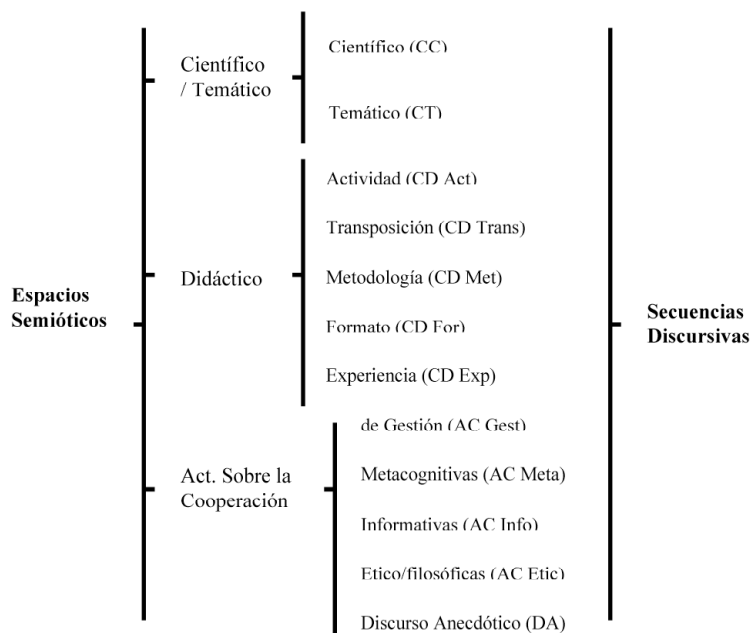 Científico (CC)
Científico
/ Temático
Temático (CT)
Actividad (CD Act)
Transposición (CD Trans)
Didáctico
Metodología (CD Met)
Espacios
Semióticos
Formato (CD For)
Experiencia (CD Exp)
Secuencias
Discursivas
de Gestión (AC Gest)
Act. Sobre la
Cooperación
Metacognitivas (AC Meta)
Informativas (AC Info)
Etico/filosóficas (AC Etic)
Discurso Anecdótico (DA)